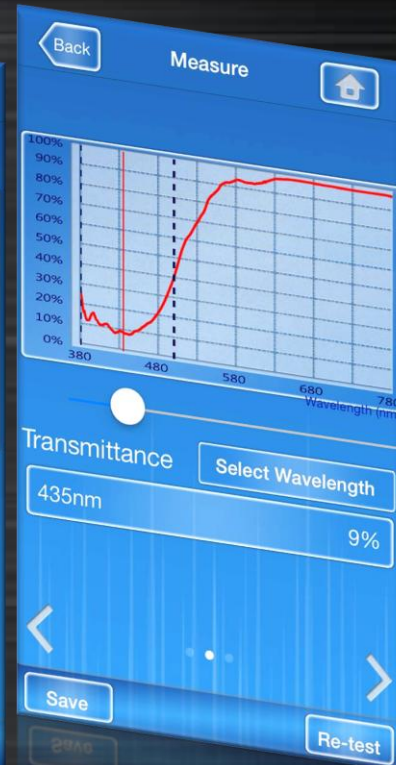 Back
Measure
100%
90%
80%
70%
60%
50%
40%
30%
20%
10%
0%
380 480 580 680 780
Wavelength (nm
Transmittance
Select Wavelength
435nm
9%
Save
Re-test
Save